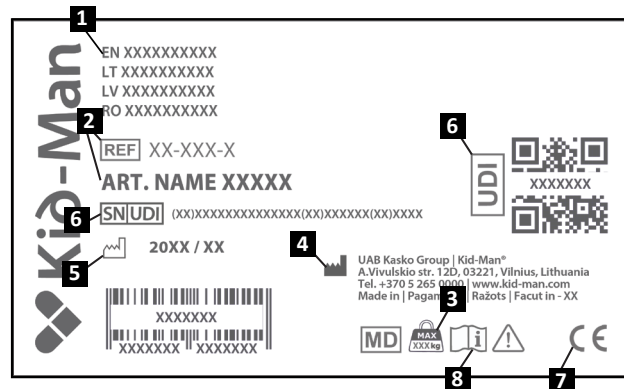 1
EN XXXXXXXXXX
LT XXXXXXXXXX
LV XXXXXXXXXX
RO XXXXXXXXXX
2
REF XX-XXX-X
ART. NAME XXXXX
6
SN UDI (XX)XXXXXXXXXXXXXX(XX)XXXXXX(XX)XXXX
5
20XX / XX
XXXXXXX
XXXXXXX XXXXXXX
Kid-Man
6
UDI
XXXXXXX
4
UAB Kasko Group | Kid-Man®
A.Vivulskio str. 12D, 03221, Vilnius, Lithuania
Tel. +370 5 265 0000 | www.kid-man.com
Made in | Ražots | Facut in - XX
3
MD
MAX
XXX kg
i
8
CE
7